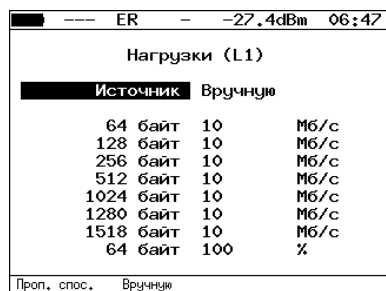 --- ER - -27.4dBm 06:47
Нагрузки (L1)
Источник Вручную
64 байт 10 Мб/с
128 байт 10 Мб/с
256 байт 10 Мб/с
512 байт 10 Мб/с
1024 байт 10 Мб/с
1280 байт 10 Мб/с
1518 байт 10 Мб/с
64 байт 100 %
Проп. спос. Вручную